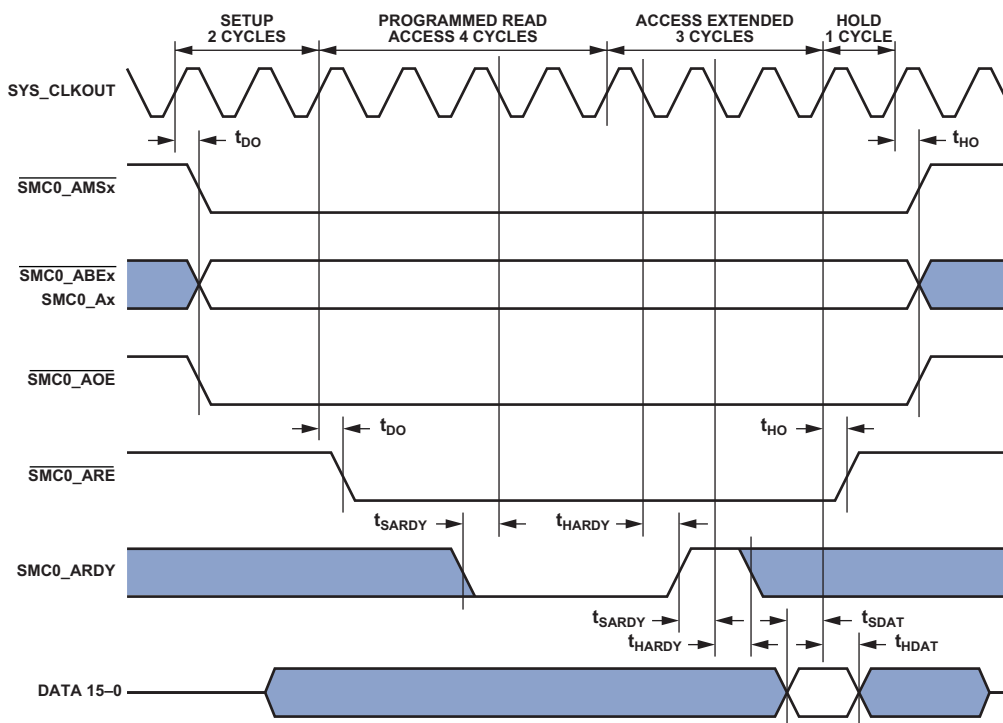 SETUP
2 CYCLES
PROGRAMMED READ
ACCESS 4 CYCLES
ACCESS EXTENDED
3 CYCLES
HOLD
1 CYCLE
SYS_CLKOUT
tDO
tHO
SMC0_AMSx
SMC0_ABEx
SMC0_Ax
SMC0_AOE
tDO
tHO
SMC0_ARE
tSARDY
tHARDY
SMC0_ARDY
tSARDY
tSDAT
tHARDY
tHDAT
DATA 15–0